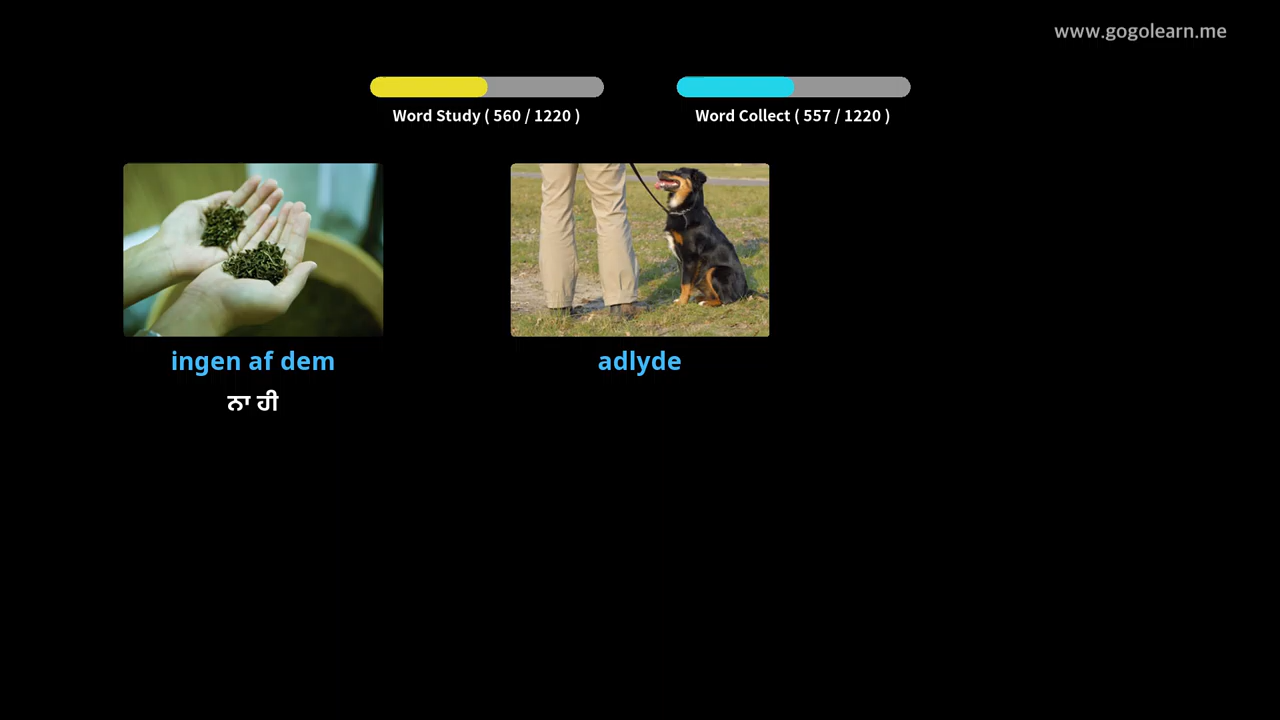 www.gogolearn.me
Word Study ( 560 / 1220 )
Word Collect ( 557 / 1220 )
ingen af dem
ਨਾ ਹੀ
adlyde